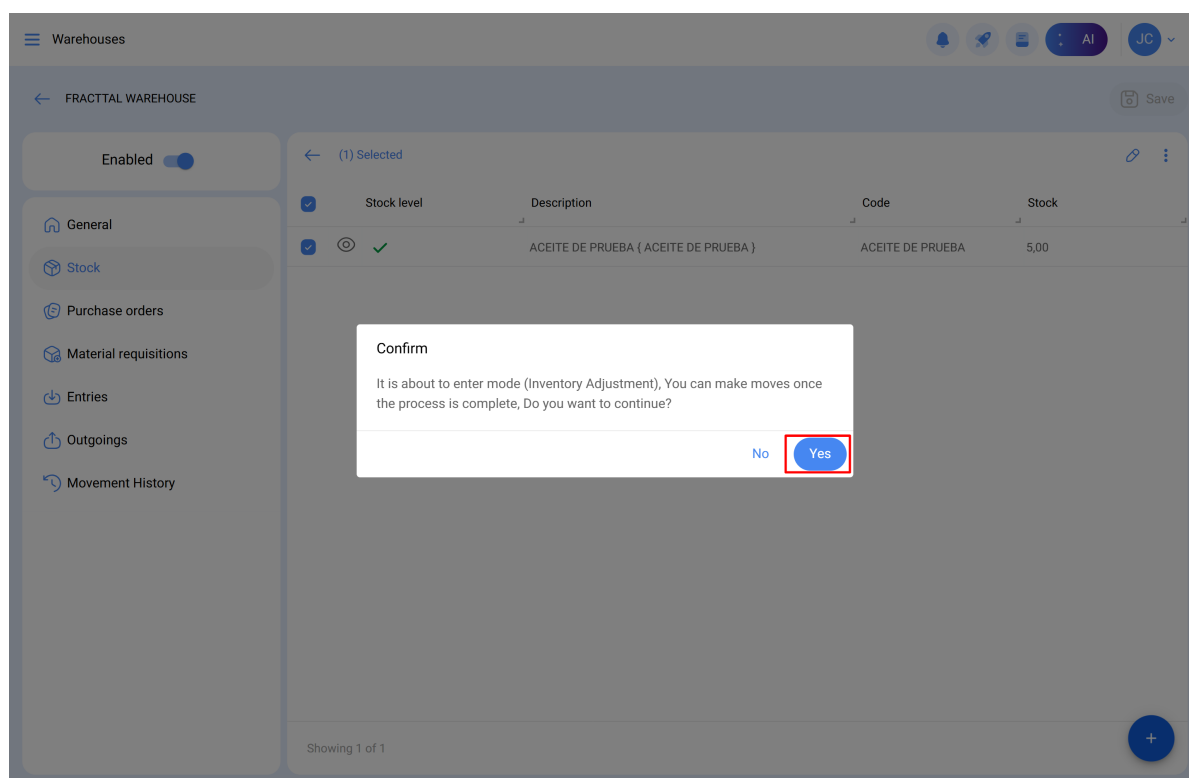 Warehouses
AI
JC
FRACTTAL WAREHOUSE
Save
Enabled
General
Stock
Purchase orders
Material requisitions
Entries
Outgoings
Movement History
(1) Selected
Stock level Description Code Stock
ACEITE DE PRUEBA { ACEITE DE PRUEBA } ACEITE DE PRUEBA 5,00
Confirm
It is about to enter mode (Inventory Adjustment), You can make moves once
the process is complete, Do you want to continue?
No Yes
Showing 1 of 1